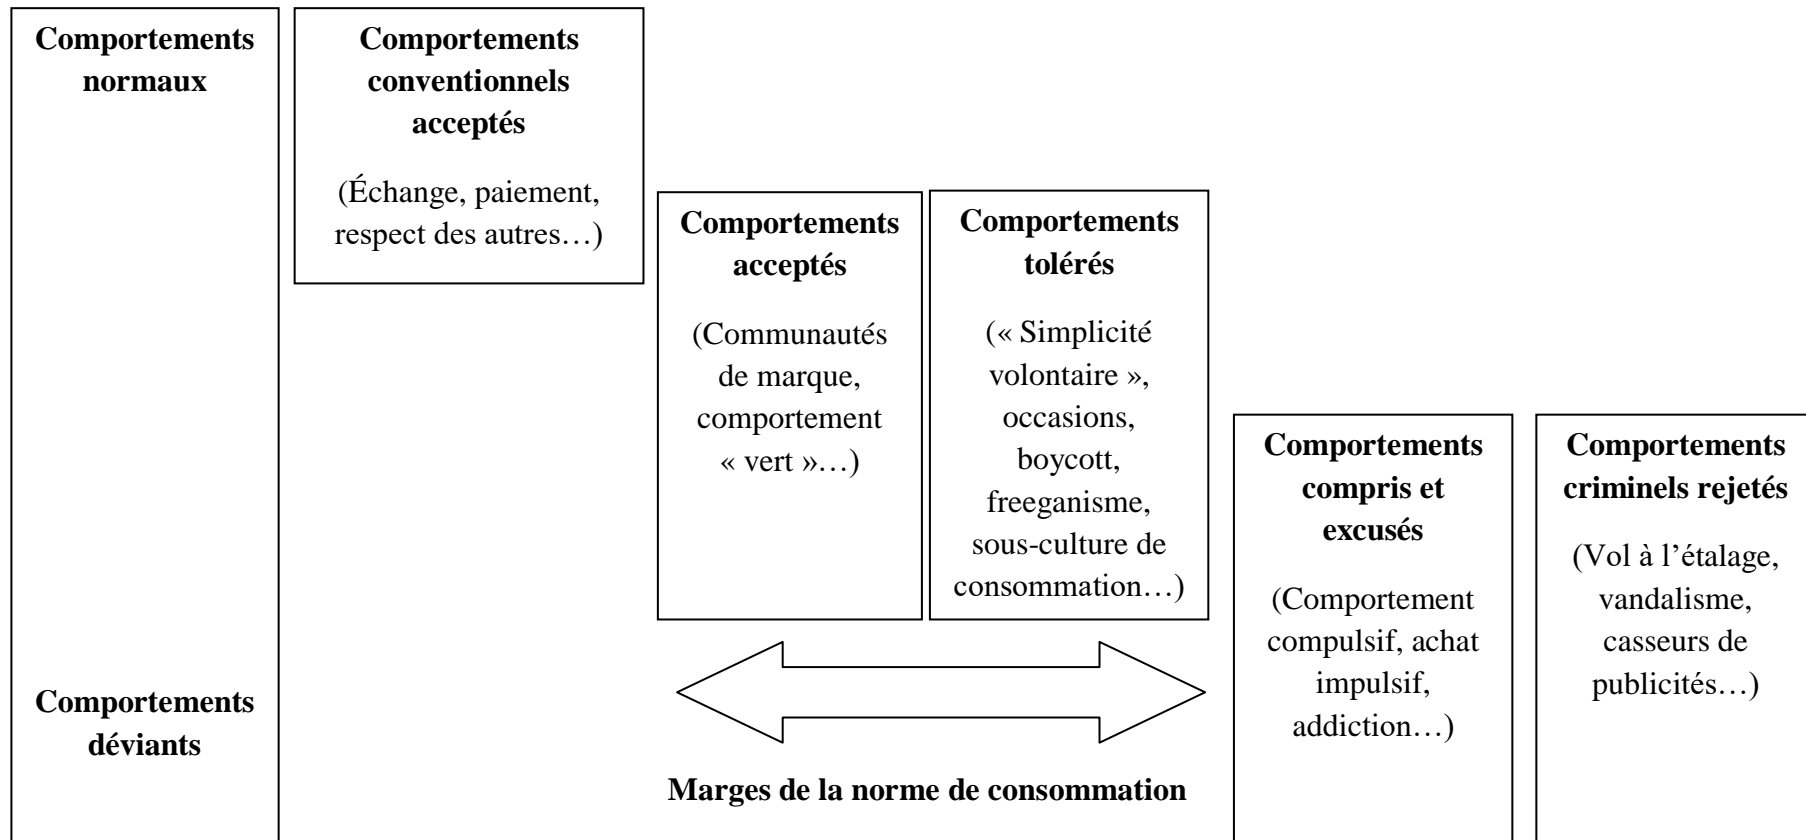 Comportements
normaux
Comportements
déviants
Comportements
conventionnels
acceptés
(Échange, paiement,
respect des autres…)
Comportements
acceptés
(Communautés
de marque,
comportement
« vert »…)
Comportements
tolérés
(« Simplicité
volontaire »,
occasions,
boycott,
freeganisme,
sous-culture de
consommation…)
Marges de la norme de consommation
Comportements
compris et
excusés
(Comportement
compulsif, achat
impulsif,
addiction…)
Comportements
criminels rejetés
(Vol à l’étalage,
vandalisme,
casseurs de
publicités…)